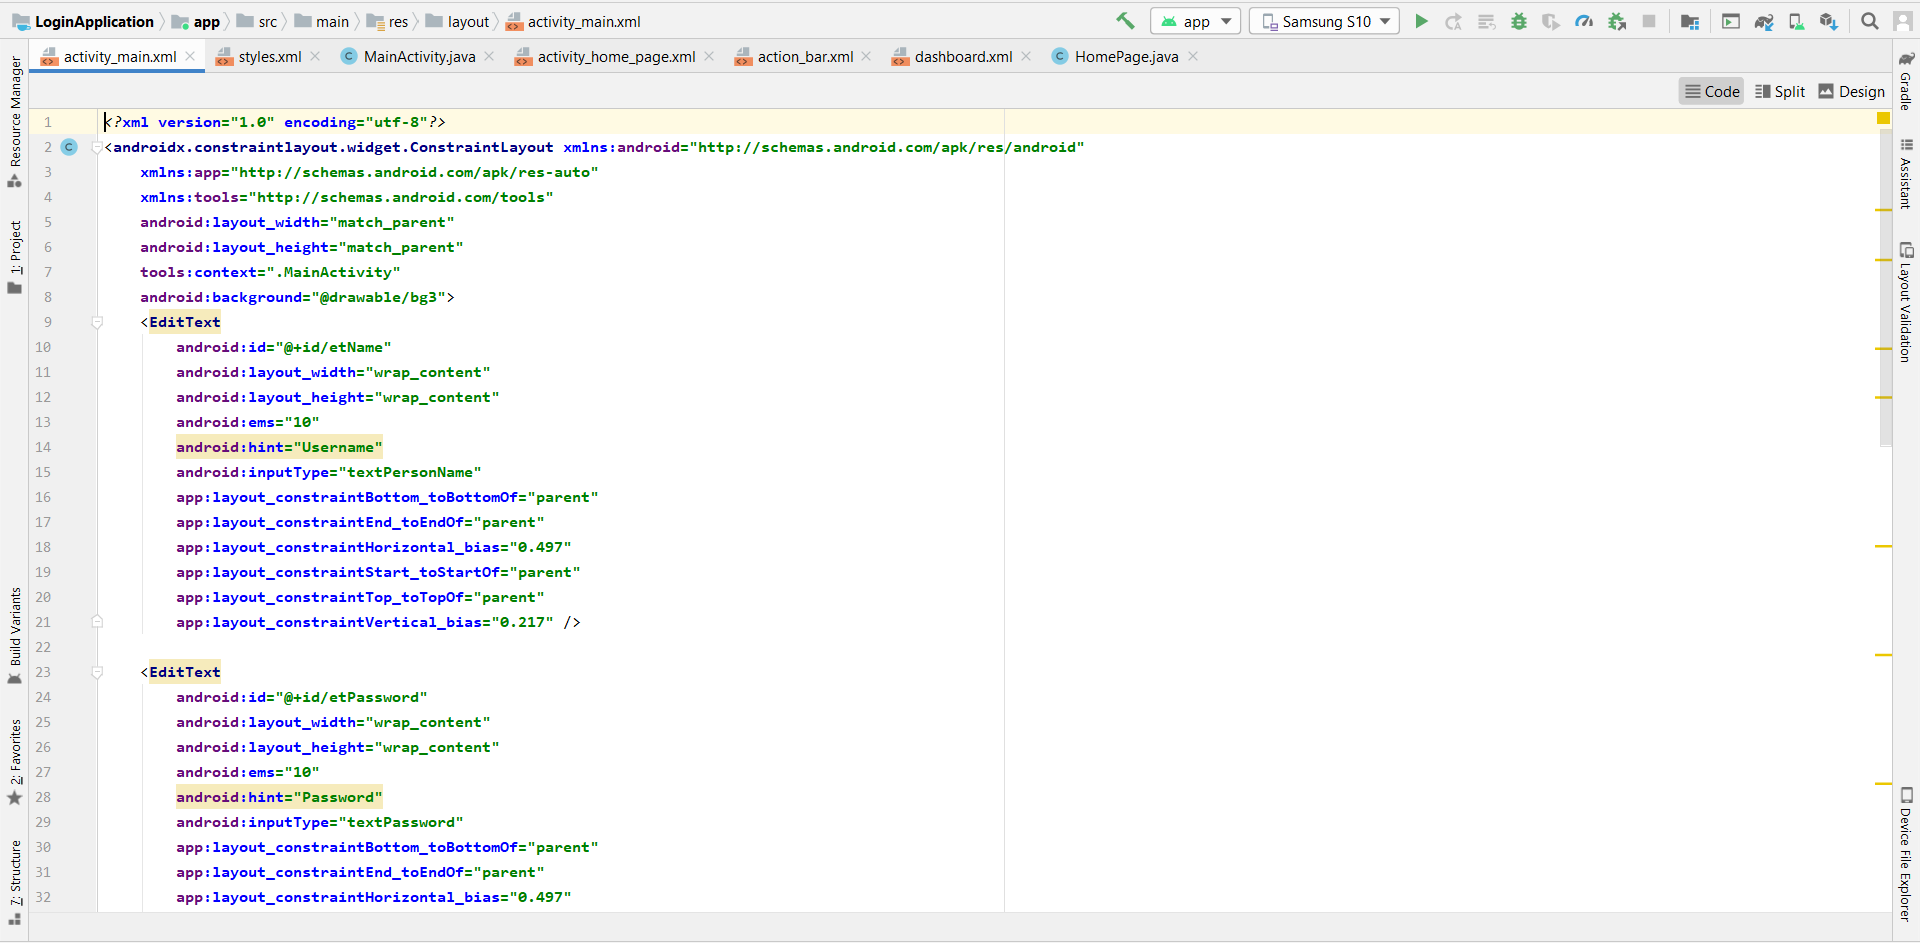 LoginApplication app src main res layout activity_main.xml app Samsung S10
activity_main.xml styles.xml MainActivity.java activity_home_page.xml action_bar.xml dashboard.xml HomePage.java
Code Split Design
1 <?xml version="1.0" encoding="utf-8"?>
2 C <androidx.constraintlayout.widget.ConstraintLayout xmlns:android="http://schemas.android.com/apk/res/android"
3 xmlns:app="http://schemas.android.com/apk/res-auto"
4 xmlns:tools="http://schemas.android.com/tools"
5 android:layout_width="match_parent"
6 android:layout_height="match_parent"
7 tools:context=".MainActivity"
8 android:background="@drawable/bg3">
9 <EditText
10 android:id="@+id/etName"
11 android:layout_width="wrap_content"
12 android:layout_height="wrap_content"
13 android:ems="10"
14 android:hint="Username"
15 android:inputType="textPersonName"
16 app:layout_constraintBottom_toBottomOf="parent"
17 app:layout_constraintEnd_toEndOf="parent"
18 app:layout_constraintHorizontal_bias="0.497"
19 app:layout_constraintStart_toStartOf="parent"
20 app:layout_constraintTop_toTopOf="parent"
21 app:layout_constraintVertical_bias="0.217" />
22
23 <EditText
24 android:id="@+id/etPassword"
25 android:layout_width="wrap_content"
26 android:layout_height="wrap_content"
27 android:ems="10"
28 android:hint="Password"
29 android:inputType="textPassword"
30 app:layout_constraintBottom_toBottomOf="parent"
31 app:layout_constraintEnd_toEndOf="parent"
32 app:layout_constraintHorizontal_bias="0.497"
Resource Manager
1: Project
Build Variants
2: Favorites
7: Structure
Gradle
Assistant
Layout Validation
Device File Explorer